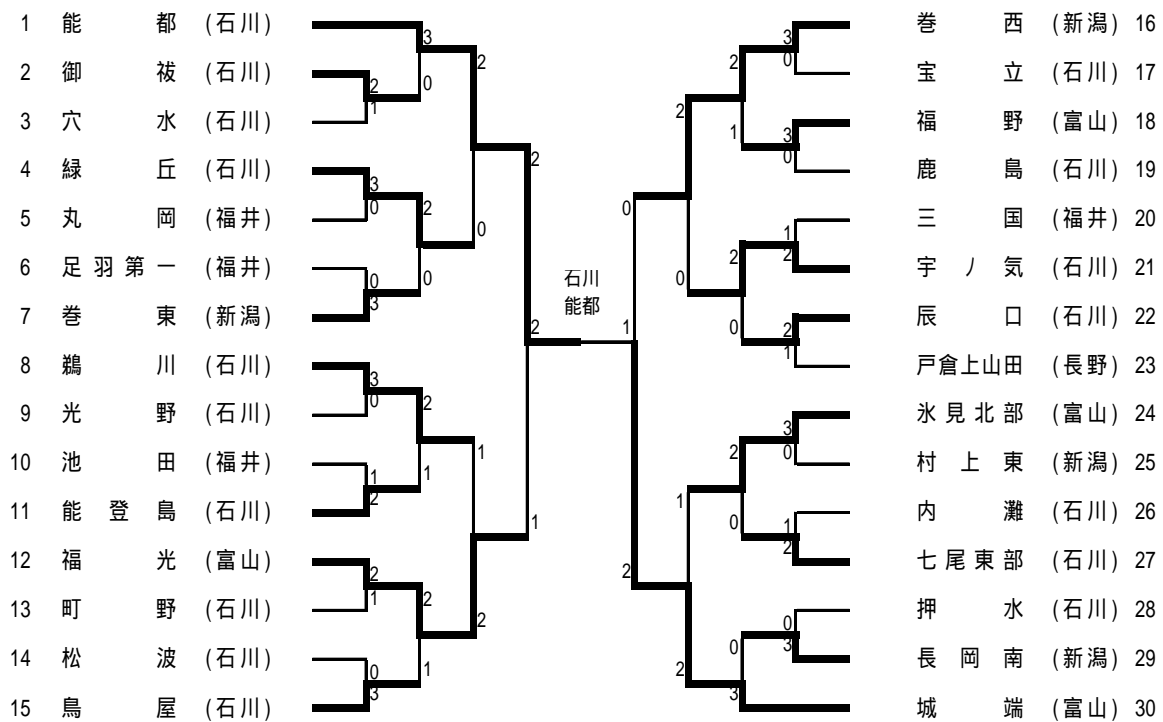 1 能都 (石川)
2 御祓 (石川)
3 穴水 (石川)
4 緑丘 (石川)
5 丸岡 (福井)
6 足羽第一 (福井)
7 巻東 (新潟)
8 鵜川 (石川)
9 光野 (石川)
10 池田 (福井)
11 能登島 (石川)
12 福光 (富山)
13 町野 (石川)
14 松波 (石川)
15 鳥屋 (石川)
2
1
3
0
0
3
3
0
1
2
2
1
0
3
3
0
2
0
2
1
2
1
2
0
1
2
2
1
2
石川
能都
1
0
2
2
0
1
2
2
1
2
0
2
0
0
3
3
0
3
0
1
2
2
1
3
0
1
2
0
3
巻西 (新潟) 16
宝立 (石川) 17
福野 (富山) 18
鹿島 (石川) 19
三国 (福井) 20
宇ノ気 (石川) 21
辰口 (石川) 22
戸倉上山田 (長野) 23
氷見北部 (富山) 24
村上東 (新潟) 25
内灘 (石川) 26
七尾東部 (石川) 27
押水 (石川) 28
長岡南 (新潟) 29
城端 (富山) 30